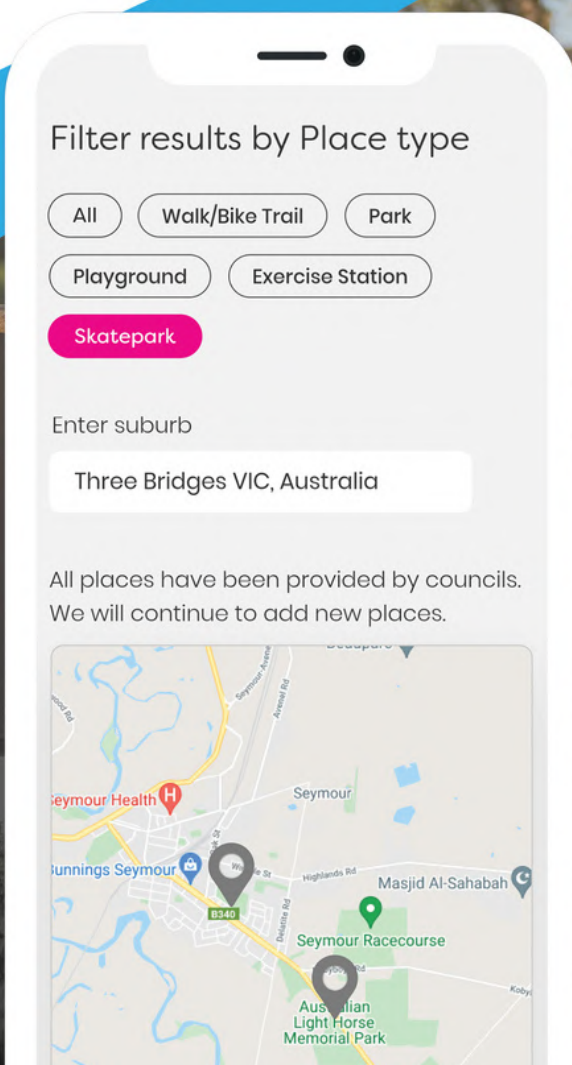 Filter results by Place type
All
Walk/Bike Trail
Park
Playground
Exercise Station
Skatepark
Enter suburb
Three Bridges VIC, Australia
All places have been provided by councils.
We will continue to add new places.
Avenel Rd
Seymour Health
H
Seymour
Bunnings Seymour
Highlands Rd
Masjid Al-Sahabah
B340
Delatite Rd
Seymour Racecourse
Australian
Light Horse
Memorial Park